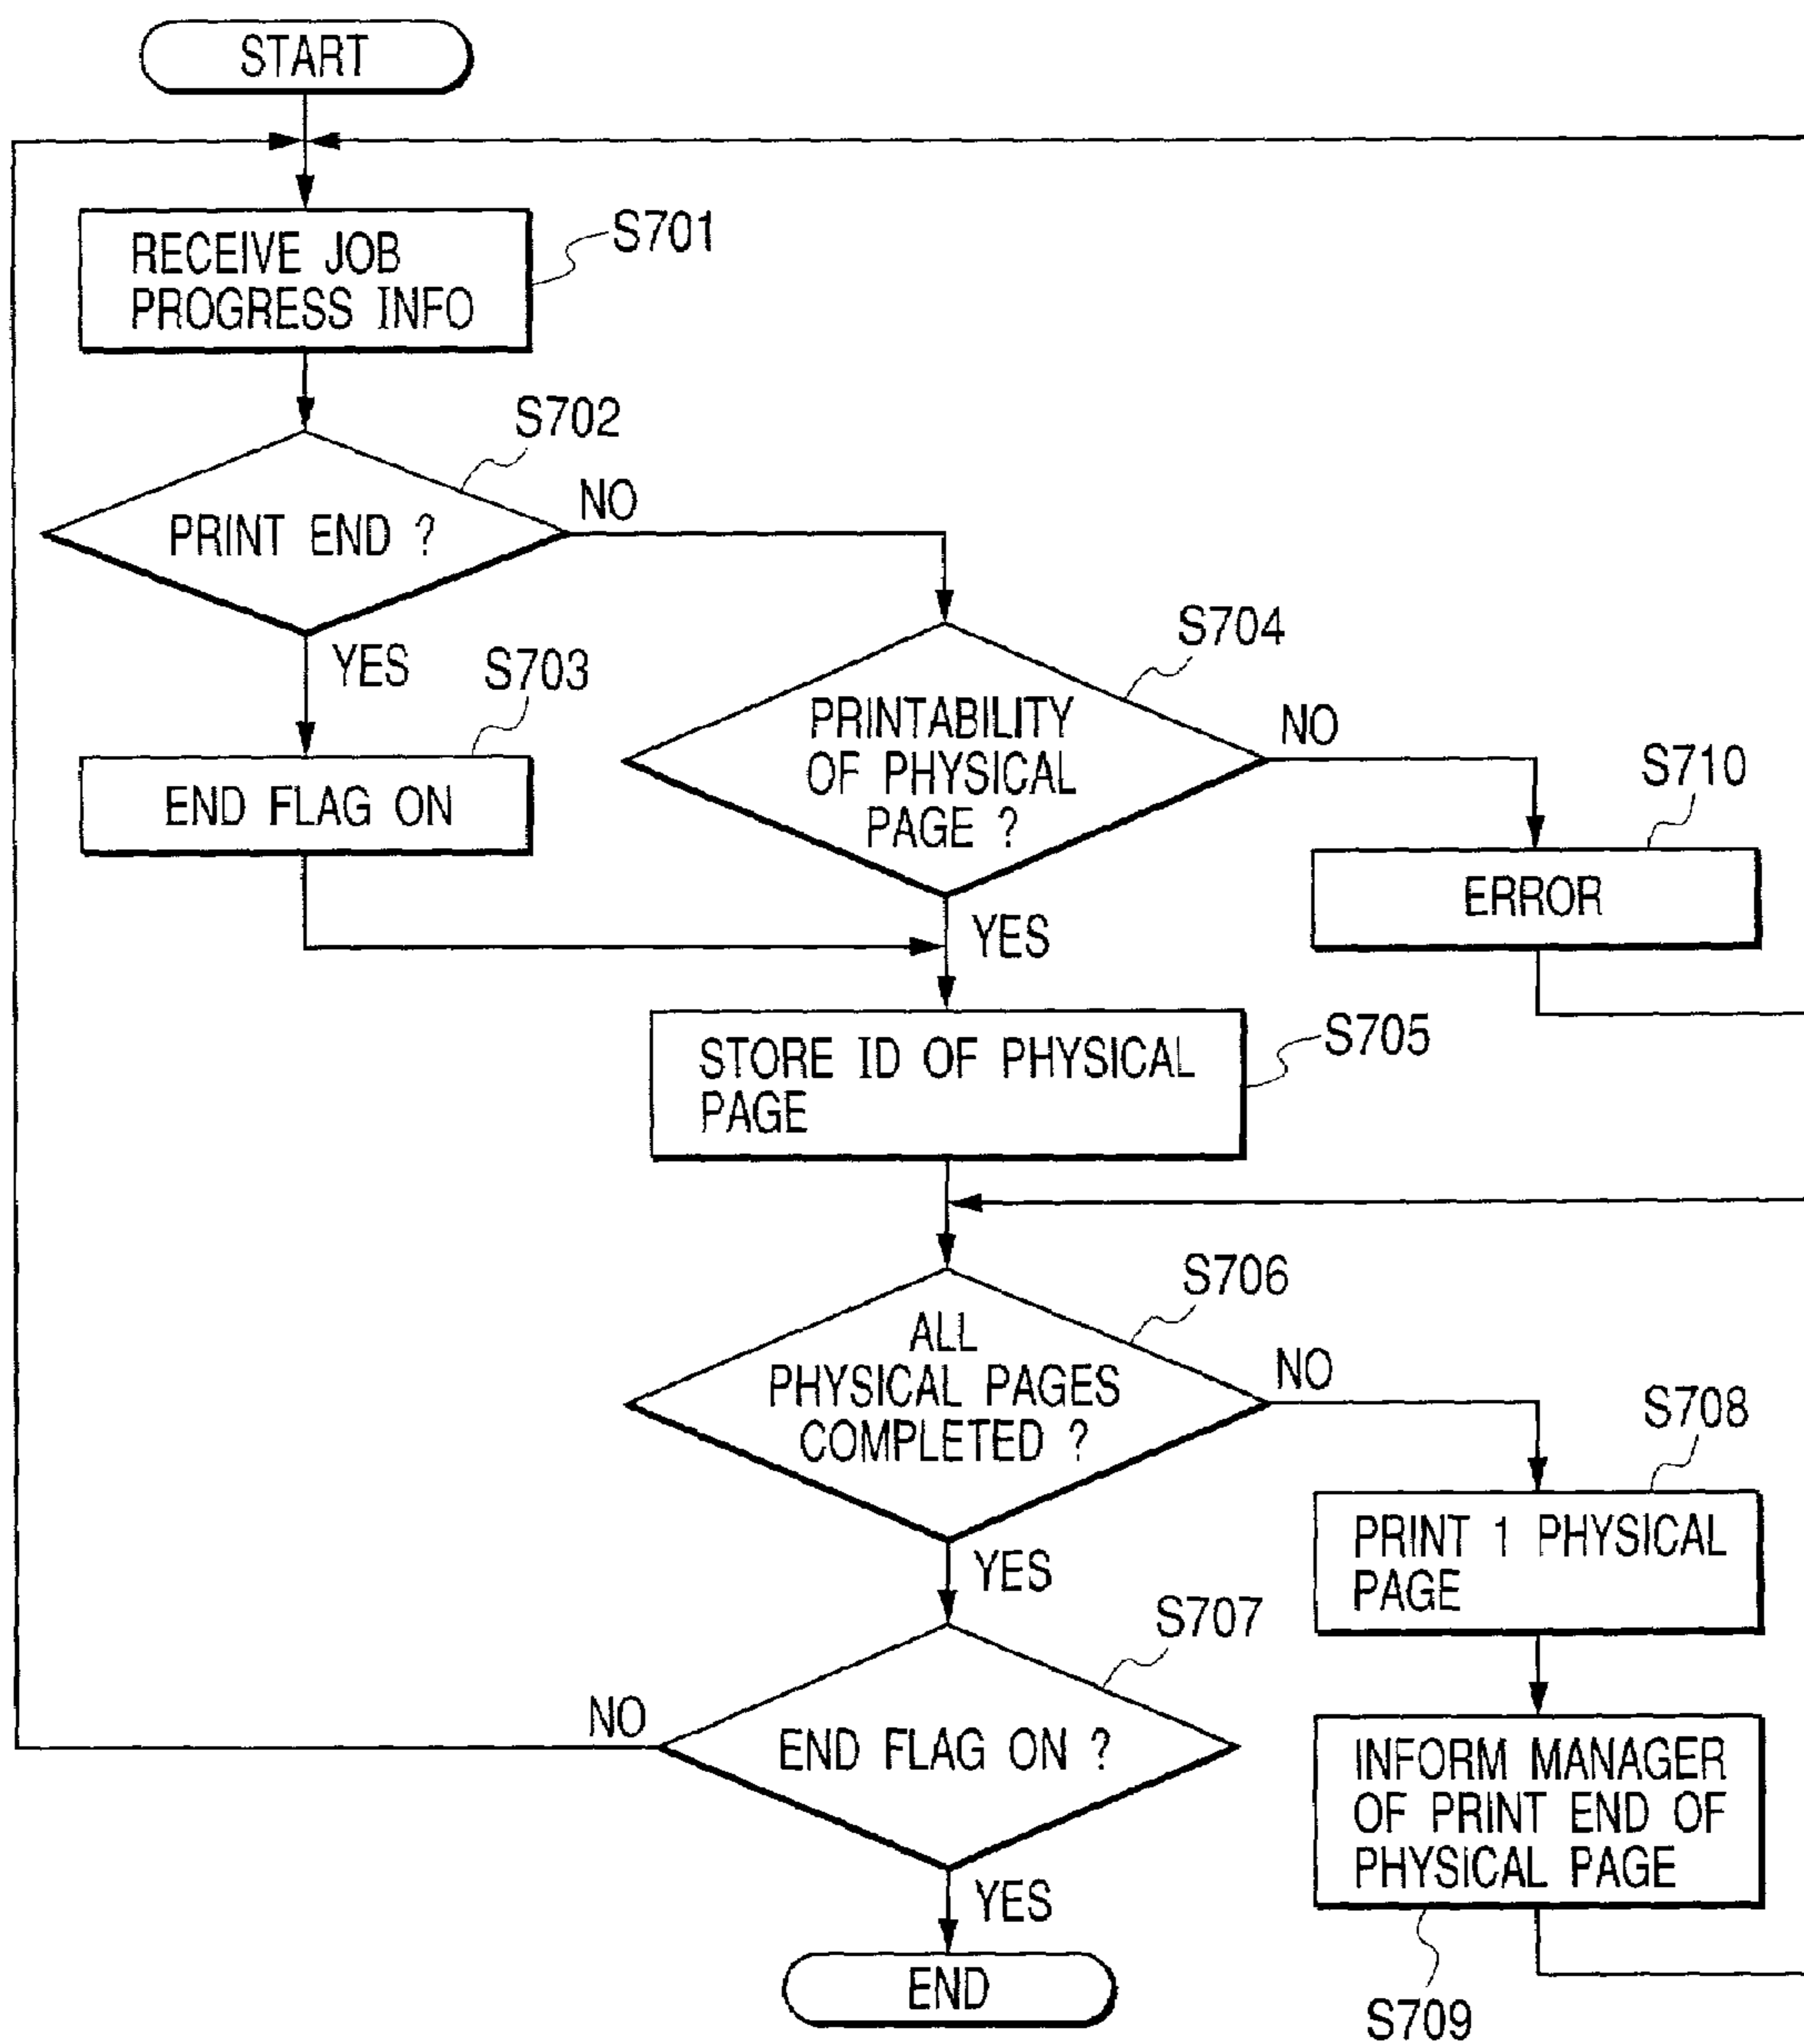 START
RECEIVE JOB
PROGRESS INFO
S701
S702
PRINT END ?
NO
YES
S703
END FLAG ON
S704
PRINTABILITY
OF PHYSICAL
PAGE ?
NO
YES
S710
ERROR
STORE ID OF PHYSICAL
PAGE
S705
S706
ALL
PHYSICAL PAGES
COMPLETED ?
NO
YES
S708
PRINT 1 PHYSICAL
PAGE
S707
END FLAG ON ?
NO
YES
INFORM MANAGER
OF PRINT END OF
PHYSICAL PAGE
S709
END